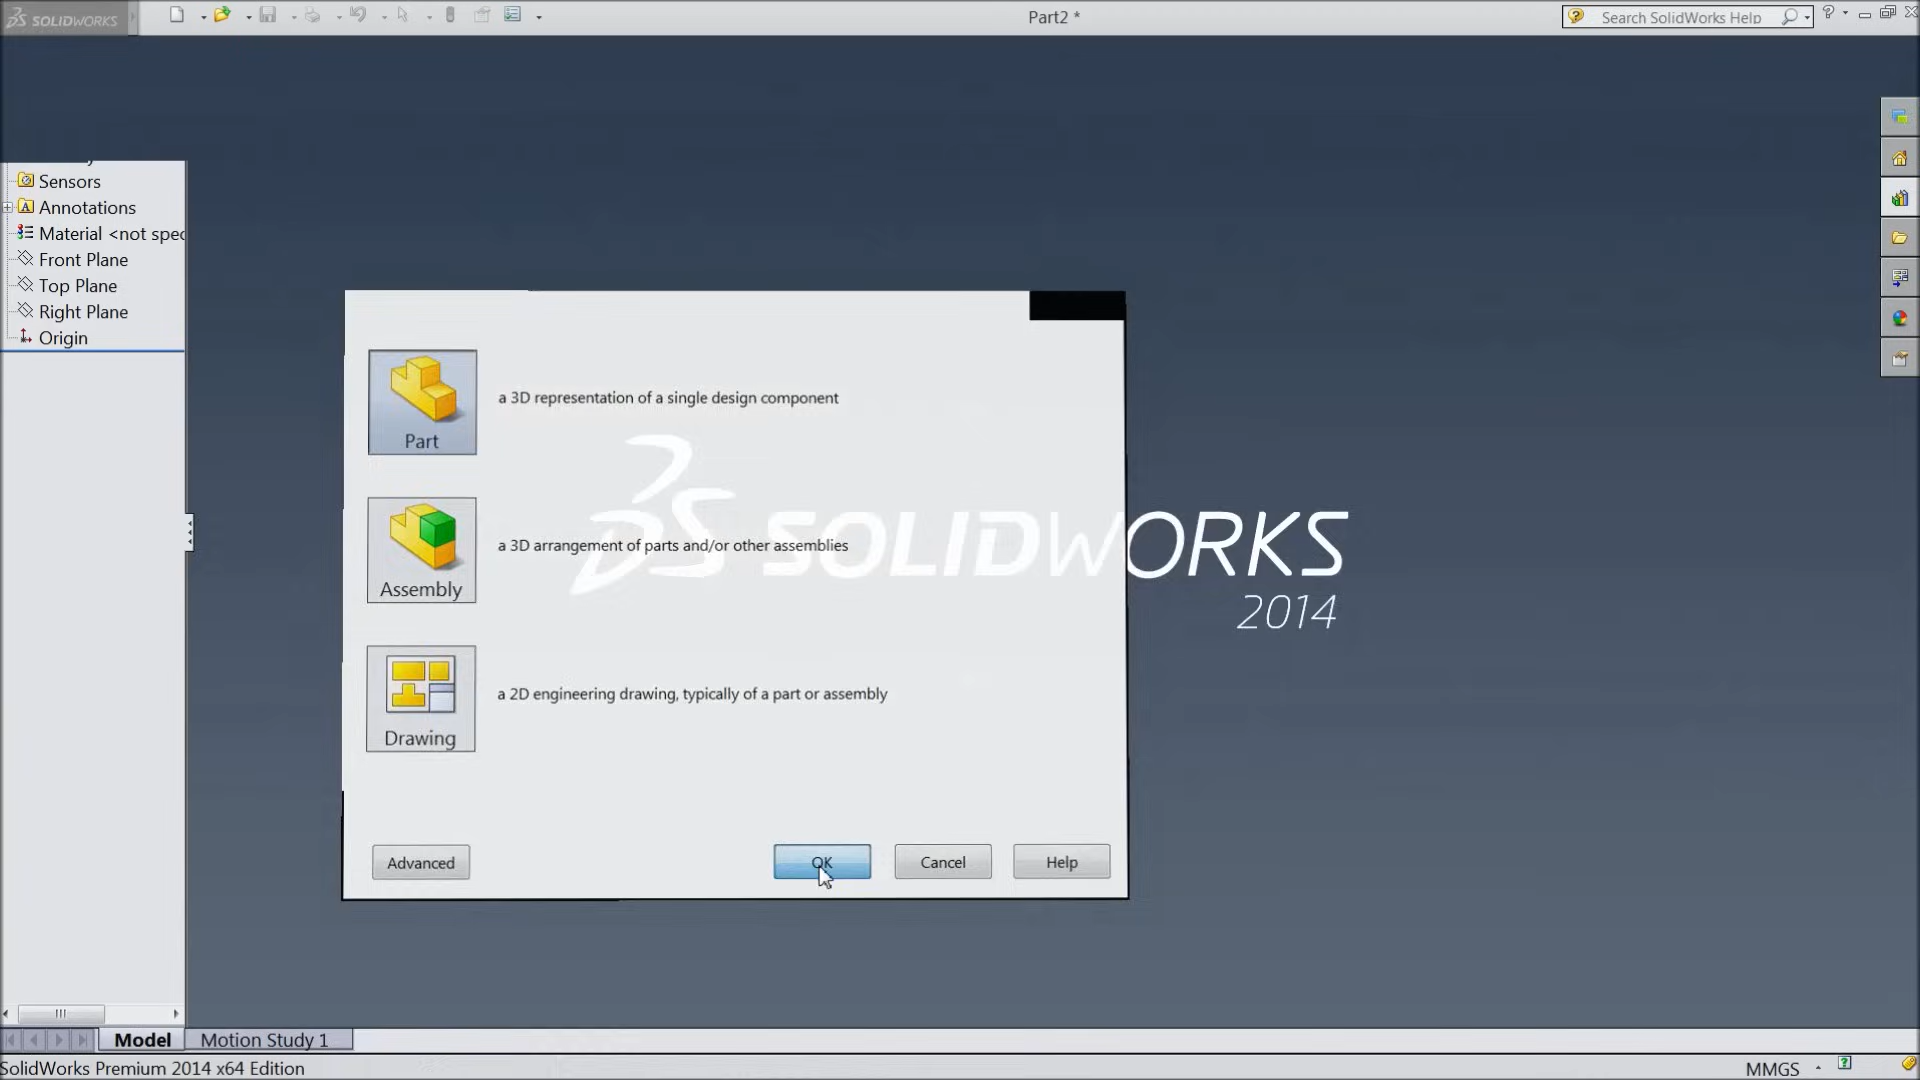 SOLIDWORKS
Part2 *
Search SolidWorks Help
Sensors
Annotations
Material <not spec
Front Plane
Top Plane
Right Plane
Origin
Part
a 3D representation of a single design component
Assembly
a 3D arrangement of parts and/or other assemblies
Drawing
a 2D engineering drawing, typically of a part or assembly
SOLIDWORKS
2014
Advanced
OK
Cancel
Help
Model
Motion Study 1
SolidWorks Premium 2014 x64 Edition
MMGS